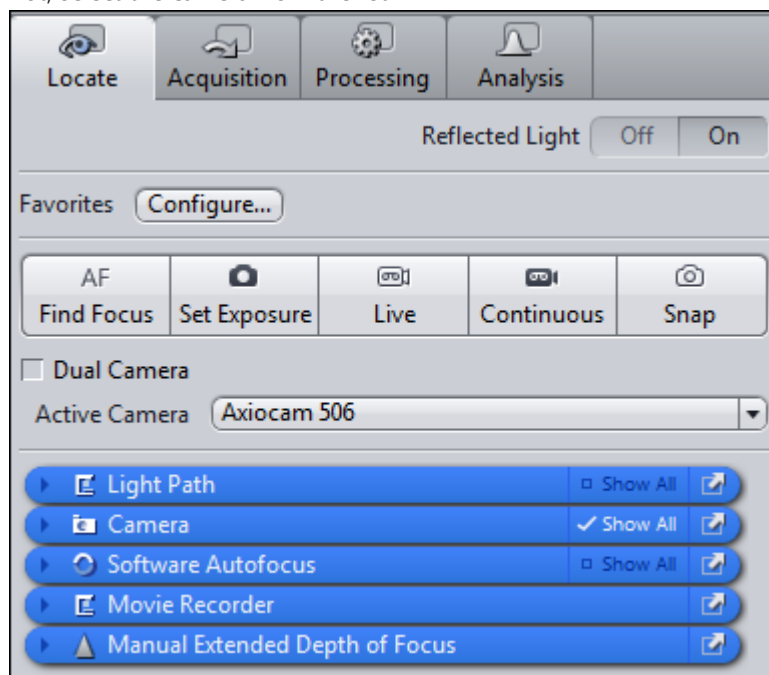 Locate Acquisition Processing Analysis
Reflected Light Off On
Favorites Configure...
AF
Find Focus Set Exposure Live Continuous Snap
Dual Camera
Active Camera Axiocam 506
Light Path Show All
Camera Show All
Software Autofocus Show All
Movie Recorder
Manual Extended Depth of Focus